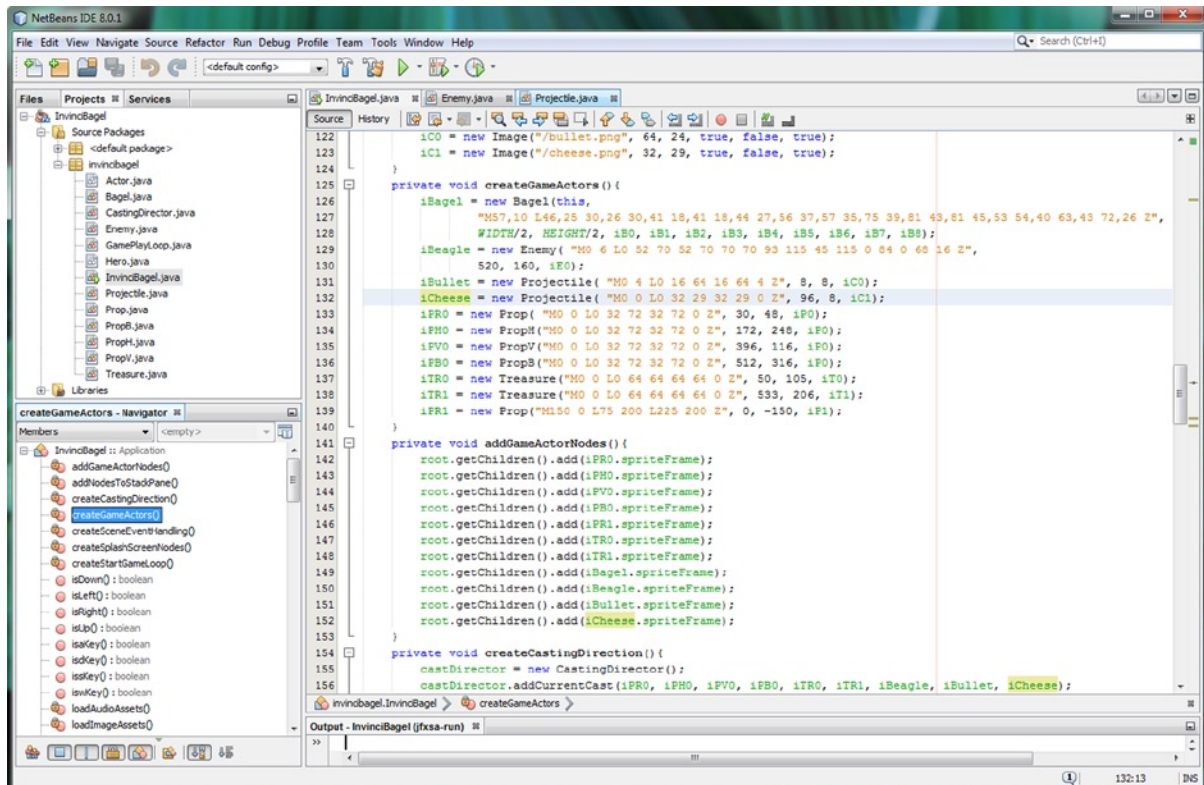 NetBeans IDE 8.0.1
File Edit View Navigate Source Refactor Run Debug Profile Team Tools Window Help
Search (Ctrl+I)
<default config>
Files Projects Services
InvinciBagel
Source Packages
<default package>
invincibagel
Actor.java
Bagel.java
CastingDirector.java
Enemy.java
GamePlayLoop.java
Hero.java
InvinciBagel.java
Projectile.java
Prop.java
PropB.java
PropH.java
PropV.java
Treasure.java
Libraries
createGameActors - Navigator
Members <empty>
InvinciBagel :: Application
addGameActorNodes()
addNodesToStackPane()
createCastingDirection()
createGameActors()
createSceneEventHandling()
createSplashScreenNodes()
createStartGameLoop()
isDown() : boolean
isLeft() : boolean
isRight() : boolean
isUp() : boolean
isaKey() : boolean
isdKey() : boolean
issKey() : boolean
iswKey() : boolean
loadAudioAssets()
loadImageAssets()
InvinciBagel.java Enemy.java Projectile.java
Source History
122 iC0 = new Image("/bullet.png", 64, 24, true, false, true);
123 iC1 = new Image("/cheese.png", 32, 29, true, false, true);
124 }
125 private void createGameActors(){
126 iBagel = new Bagel(this,
127 "M57,10 L46,25 30,26 30,41 18,41 18,44 27,56 37,57 35,75 39,81 43,81 45,53 54,40 63,43 72,26 Z",
128 WIDTH/2, HEIGHT/2, iB0, iB1, iB2, iB3, iB4, iB5, iB6, iB7, iB8);
129 iBeagle = new Enemy( "M0 6 L0 52 70 52 70 70 70 93 115 45 115 0 84 0 68 16 Z",
130 520, 160, iE0);
131 iBullet = new Projectile( "M0 4 L0 16 64 16 64 4 Z", 8, 8, iC0);
132 iCheese = new Projectile( "M0 0 L0 32 29 32 29 0 Z", 96, 8, iC1);
133 iPR0 = new Prop( "M0 0 L0 32 72 32 72 0 Z", 30, 48, iP0);
134 iPH0 = new PropH("M0 0 L0 32 72 32 72 0 Z", 172, 248, iP0);
135 iPV0 = new PropV("M0 0 L0 32 72 32 72 0 Z", 396, 116, iP0);
136 iPB0 = new PropB("M0 0 L0 32 72 32 72 0 Z", 512, 316, iP0);
137 iTR0 = new Treasure("M0 0 L0 64 64 64 64 0 Z", 50, 105, iT0);
138 iTR1 = new Treasure("M0 0 L0 64 64 64 64 0 Z", 533, 206, iT1);
139 iPR1 = new Prop("M150 0 L75 200 L225 200 Z", 0, -150, iP1);
140 }
141 private void addGameActorNodes(){
142 root.getChildren().add(iPR0.spriteFrame);
143 root.getChildren().add(iPH0.spriteFrame);
144 root.getChildren().add(iPV0.spriteFrame);
145 root.getChildren().add(iPB0.spriteFrame);
146 root.getChildren().add(iPR1.spriteFrame);
147 root.getChildren().add(iTR0.spriteFrame);
148 root.getChildren().add(iTR1.spriteFrame);
149 root.getChildren().add(iBagel.spriteFrame);
150 root.getChildren().add(iBeagle.spriteFrame);
151 root.getChildren().add(iBullet.spriteFrame);
152 root.getChildren().add(iCheese.spriteFrame);
153 }
154 private void createCastingDirection(){
155 castDirector = new CastingDirector();
156 castDirector.addCurrentCast(iPR0, iPH0, iPV0, iPB0, iTR0, iTR1, iBeagle, iBullet, iCheese);
invincibagel.InvinciBagel createGameActors
Output - InvinciBagel (jfxsa-run)
1 132:13 INS